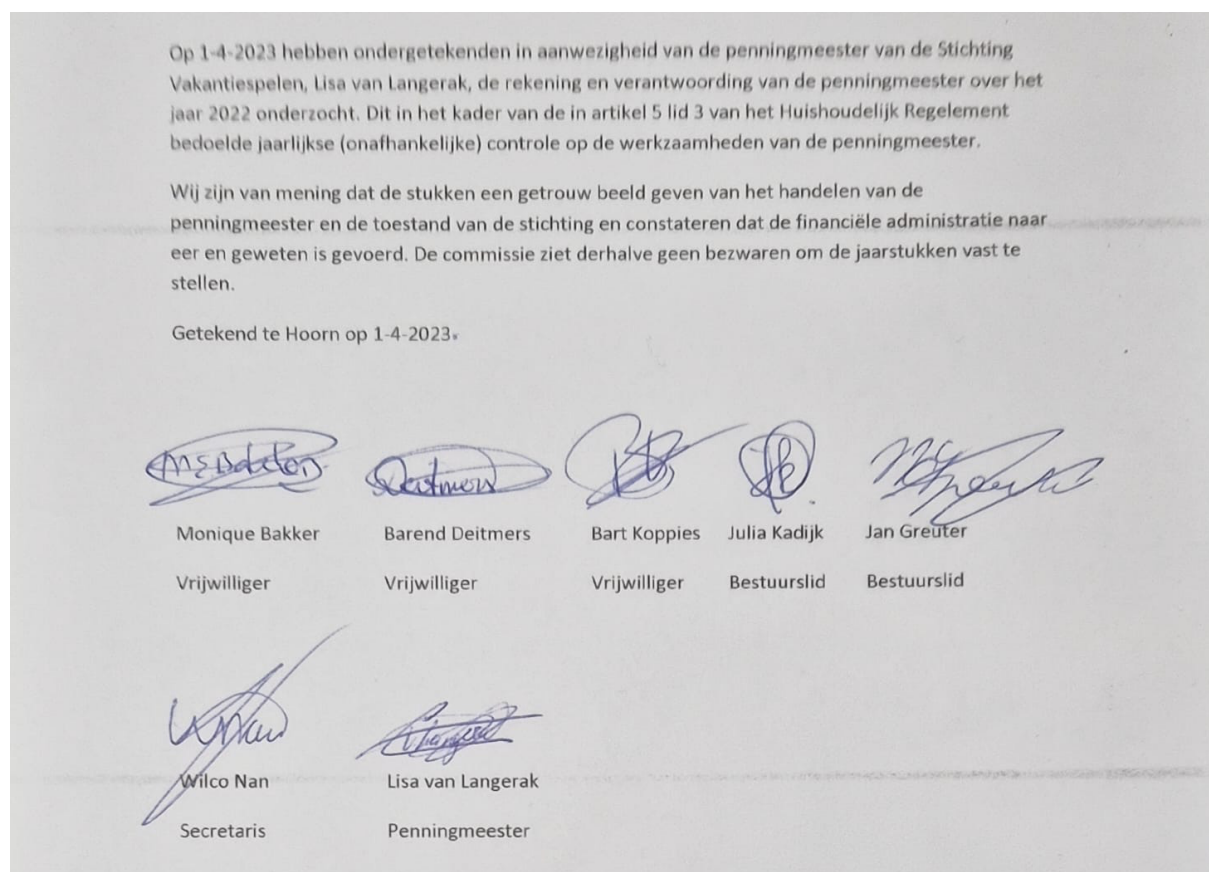 Op 1-4-2023 hebben ondergetekenden in aanwezigheid van de penningmeester van de Stichting
Vakantiespelen, Lisa van Langerak, de rekening en verantwoording van de penningmeester over het
jaar 2022 onderzocht. Dit in het kader van de in artikel 5 lid 3 van het Huishoudelijk Regelement
bedoelde jaarlijkse (onafhankelijke) controle op de werkzaamheden van de penningmeester.
Wij zijn van mening dat de stukken een getrouw beeld geven van het handelen van de
penningmeester en de toestand van de stichting en constateren dat de financiële administratie naar
eer en geweten is gevoerd. De commissie ziet derhalve geen bezwaren om de jaarstukken vast te
stellen.
Getekend te Hoorn op 1-4-2023.
Monique Bakker Barend Deitmers Bart Koppies Julia Kadijk Jan Greuter
Vrijwilliger Vrijwilliger Vrijwilliger Bestuurslid Bestuurslid
Wilco Nan Lisa van Langerak
Secretaris Penningmeester